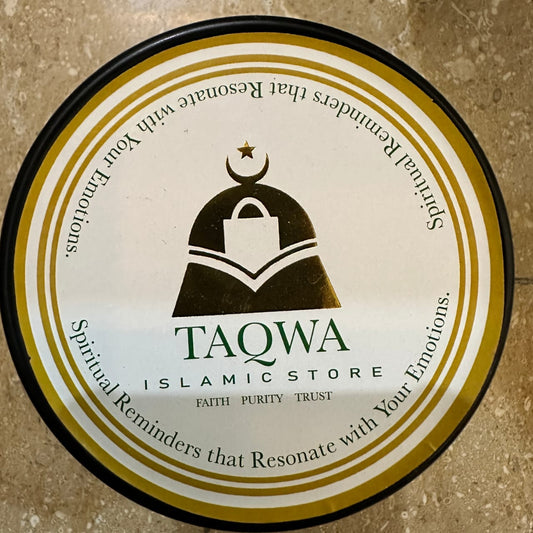 Spiritual Reminders that Resonate with Your Emotions.
TAQWA
ISLAMIC STORE
FAITH PURITY TRUST
Spiritual Reminders that Resonate with Your Emotions.